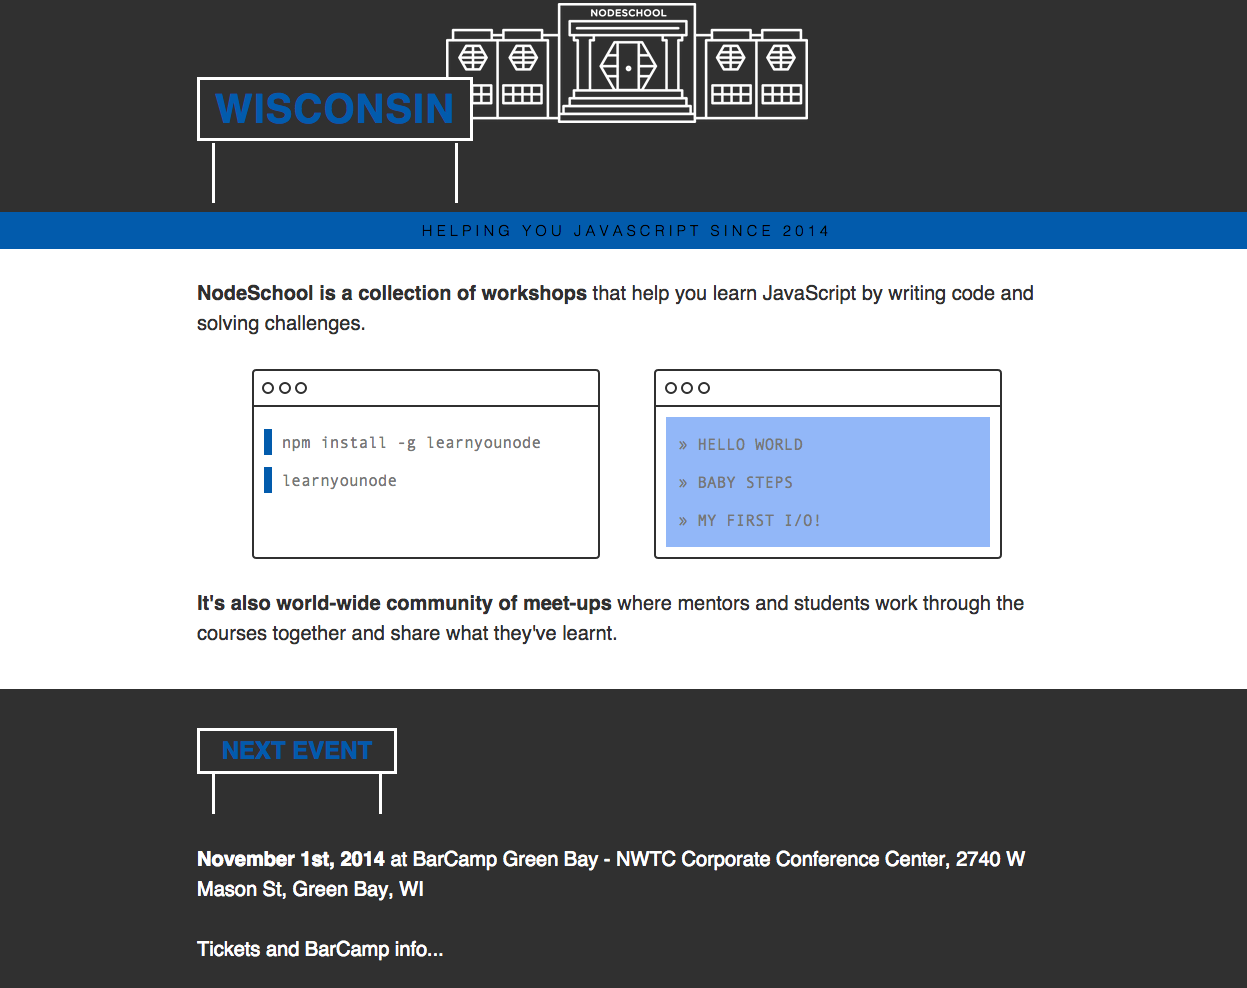 NODESCHOOL
WISCONSIN
HELPING YOU JAVASCRIPT SINCE 2014
NodeSchool is a collection of workshops that help you learn JavaScript by writing code and
solving challenges.
npm install -g learnyounode
learnyounode
» HELLO WORLD
» BABY STEPS
» MY FIRST I/O!
It's also world-wide community of meet-ups where mentors and students work through the
courses together and share what they've learnt.
NEXT EVENT
November 1st, 2014 at BarCamp Green Bay - NWTC Corporate Conference Center, 2740 W
Mason St, Green Bay, WI
Tickets and BarCamp info...